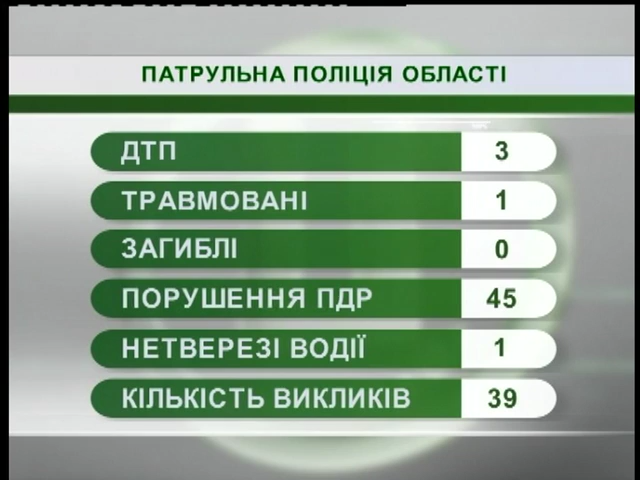 ПАТРУЛЬНА ПОЛІЦІЯ ОБЛАСТІ
ДТП 3
ТРАВМОВАНІ 1
ЗАГИБЛІ 0
ПОРУШЕННЯ ПДР 45
НЕТВЕРЕЗІ ВОДІЇ 1
КІЛЬКІСТЬ ВИКЛИКІВ 39